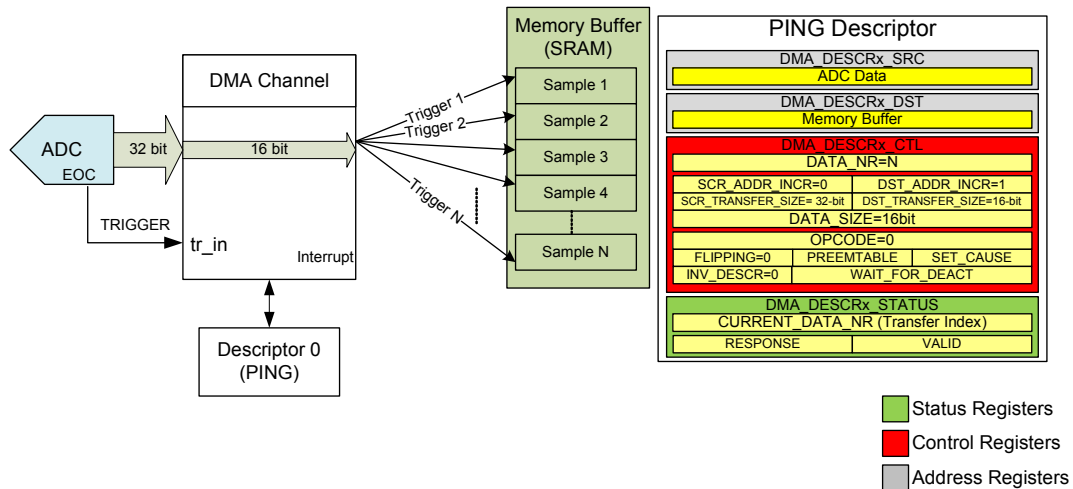 ADC
EOC
32 bit
TRIGGER
DMA Channel
16 bit
tr_in
Interrupt
Descriptor 0
(PING)
Trigger 1
Trigger 2
Trigger N
Memory Buffer
(SRAM)
Sample 1
Sample 2
Sample 3
Sample 4
Sample N
PING Descriptor
DMA_DESCRx_SRC
ADC Data
DMA_DESCRx_DST
Memory Buffer
DMA_DESCRx_CTL
DATA_NR=N
SCR_ADDR_INCR=0 DST_ADDR_INCR=1
SCR_TRANSFER_SIZE= 32-bit DST_TRANSFER_SIZE=16-bit
DATA_SIZE=16bit
OPCODE=0
FLIPPING=0 PREEMTABLE SET_CAUSE
INV_DESCR=0 WAIT_FOR_DEACT
DMA_DESCRx_STATUS
CURRENT_DATA_NR (Transfer Index)
RESPONSE VALID
Status Registers
Control Registers
Address Registers